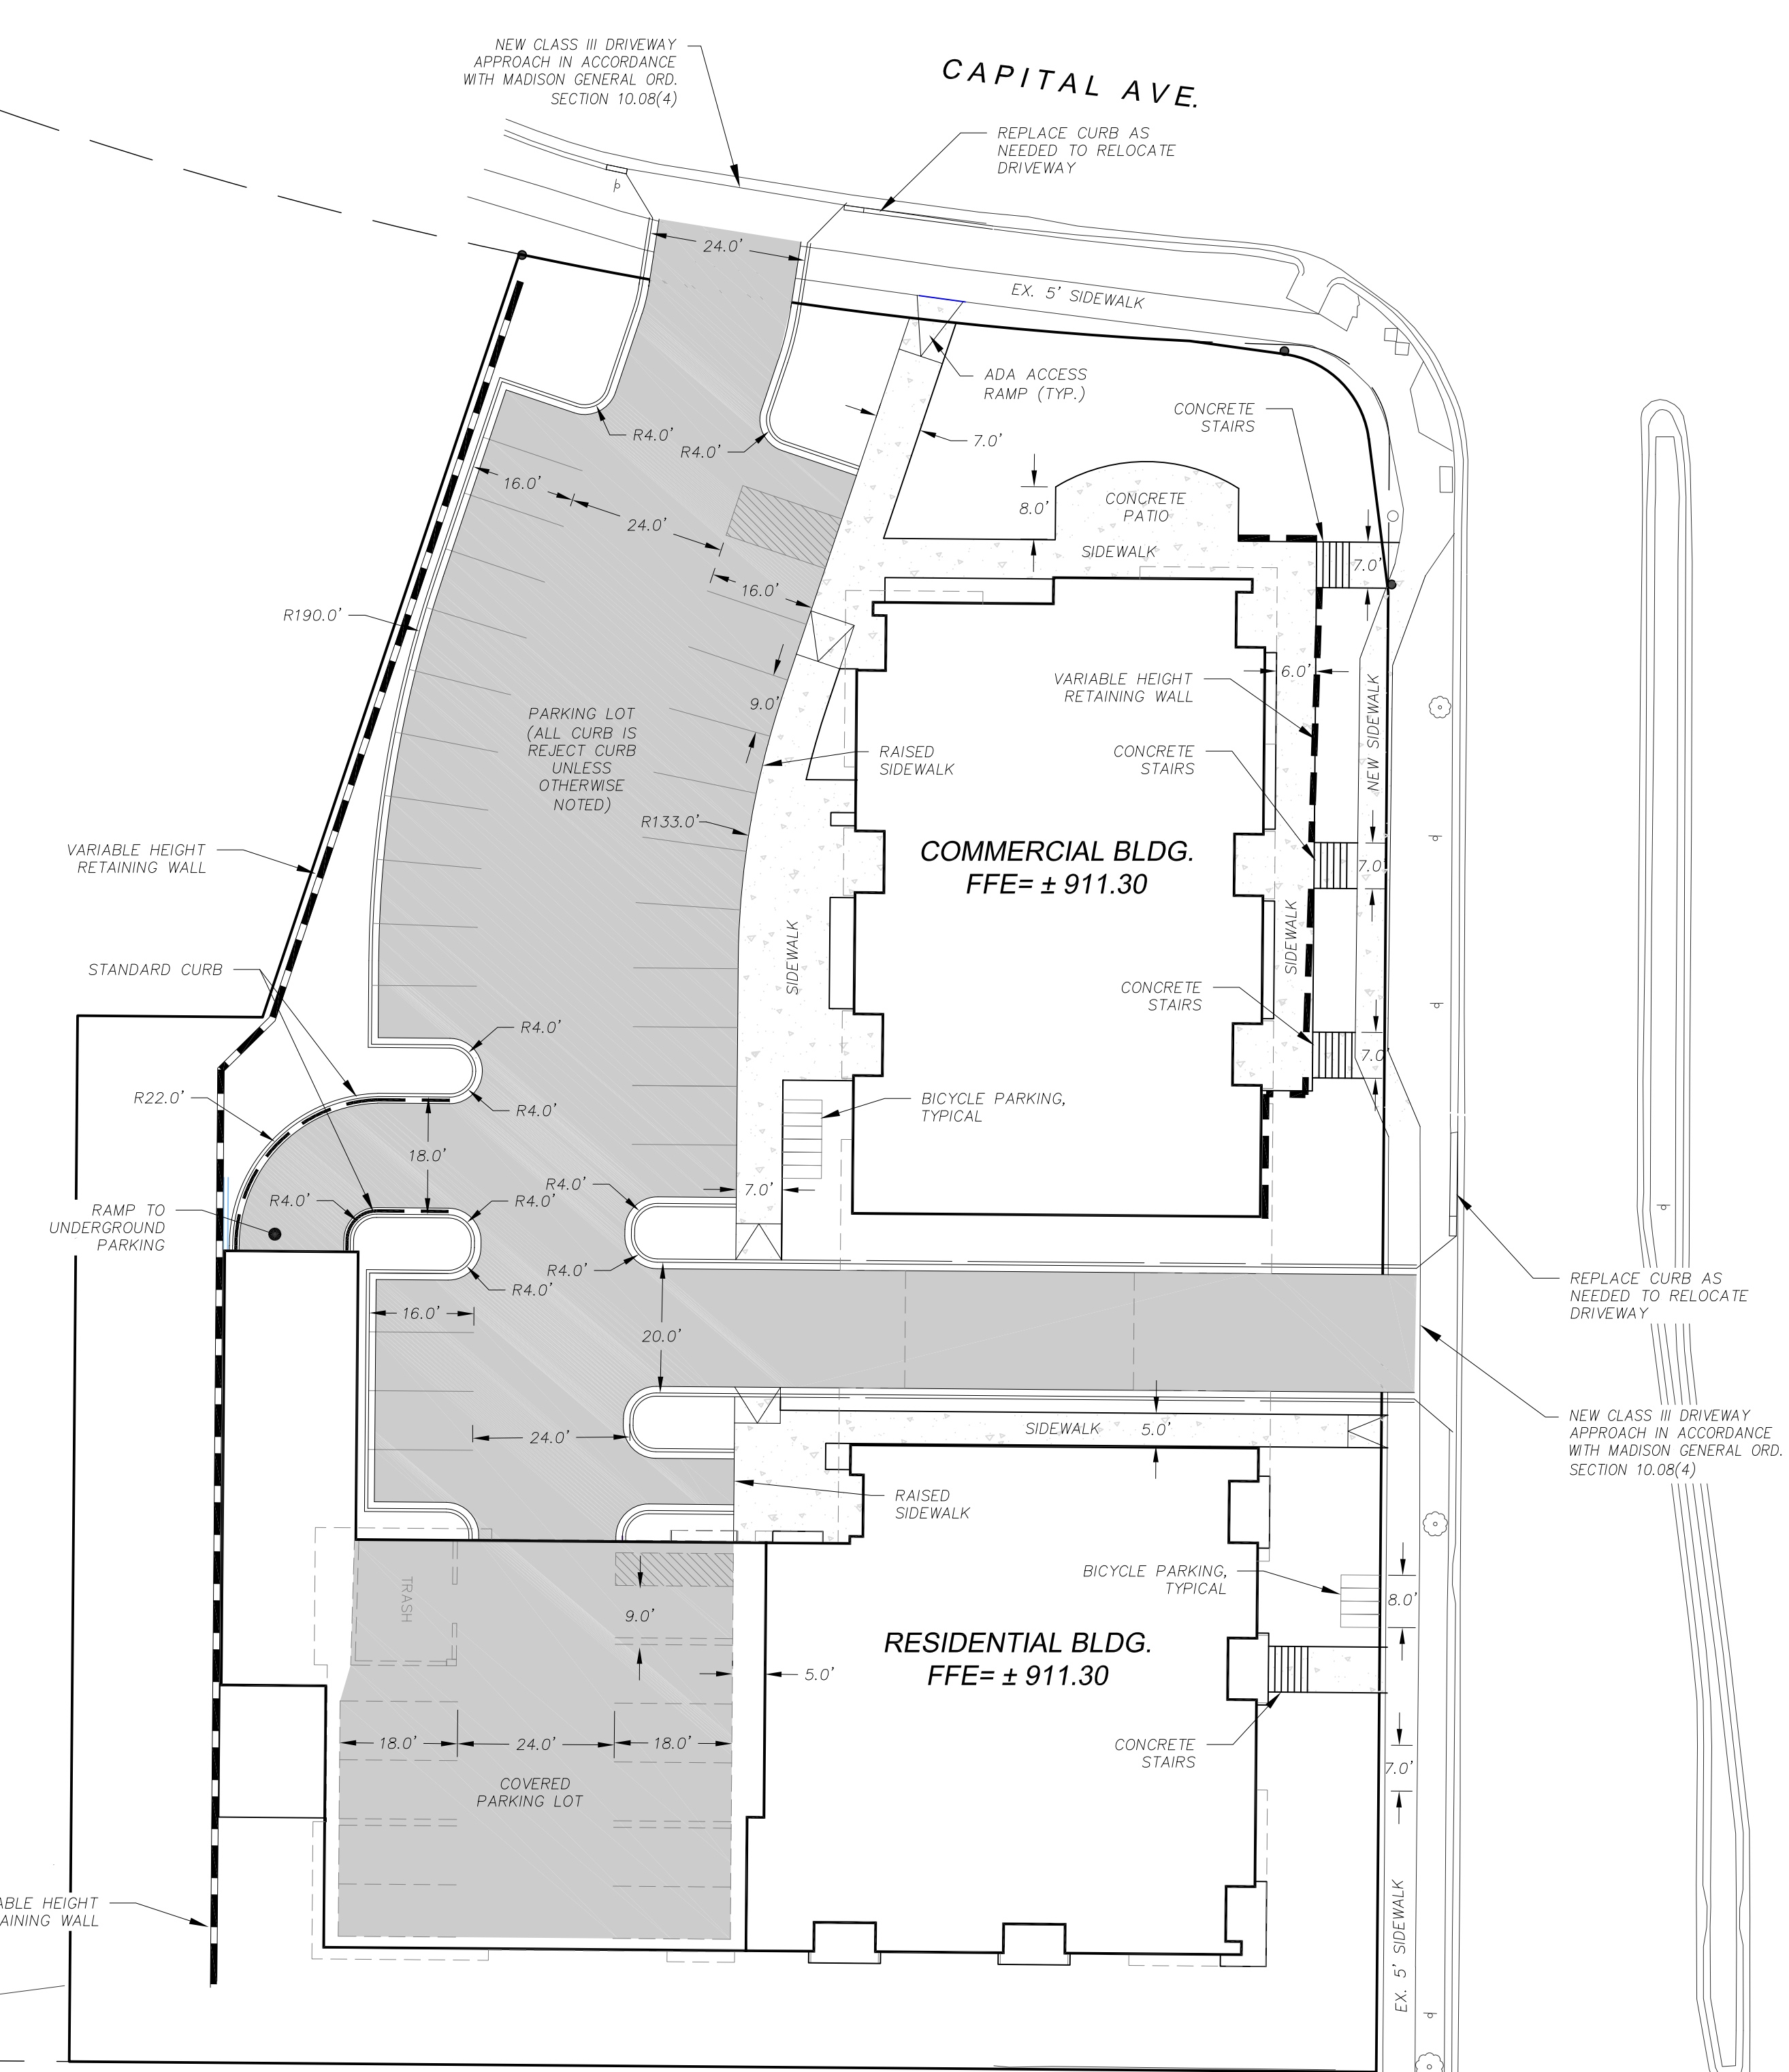 NEW CLASS III DRIVEWAY
APPROACH IN ACCORDANCE
WITH MADISON GENERAL ORD.
SECTION 10.08(4)
CAPITAL AVE.
REPLACE CURB AS
NEEDED TO RELOCATE
DRIVEWAY
24.0'
EX. 5' SIDEWALK
ADA ACCESS
RAMP (TYP.)
CONCRETE
STAIRS
R4.0'
R4.0'
7.0'
16.0'
24.0'
8.0'
CONCRETE
PATIO
SIDEWALK
7.0'
16.0'
R190.0'
6.0'
VARIABLE HEIGHT
RETAINING WALL
9.0'
NEW SIDEWALK
PARKING LOT
(ALL CURB IS
REJECT CURB
UNLESS
OTHERWISE
NOTED)
RAISED
SIDEWALK
CONCRETE
STAIRS
R133.0'
VARIABLE HEIGHT
RETAINING WALL
COMMERCIAL BLDG.
FFE= ± 911.30
7.0'
SIDEWALK
SIDEWALK
STANDARD CURB
CONCRETE
STAIRS
R4.0'
7.0'
R22.0'
R4.0'
BICYCLE PARKING,
TYPICAL
18.0'
R4.0'
R4.0'
R4.0'
7.0'
RAMP TO
UNDERGROUND
PARKING
R4.0'
R4.0'
REPLACE CURB AS
NEEDED TO RELOCATE
DRIVEWAY
16.0'
20.0'
NEW CLASS III DRIVEWAY
APPROACH IN ACCORDANCE
WITH MADISON GENERAL ORD.
SECTION 10.08(4)
SIDEWALK
5.0'
24.0'
RAISED
SIDEWALK
TRASH
BICYCLE PARKING,
TYPICAL
8.0'
9.0'
RESIDENTIAL BLDG.
FFE= ± 911.30
5.0'
18.0'
24.0'
18.0'
CONCRETE
STAIRS
7.0'
COVERED
PARKING LOT
ABLE HEIGHT
AINING WALL
EX. 5' SIDEWALK